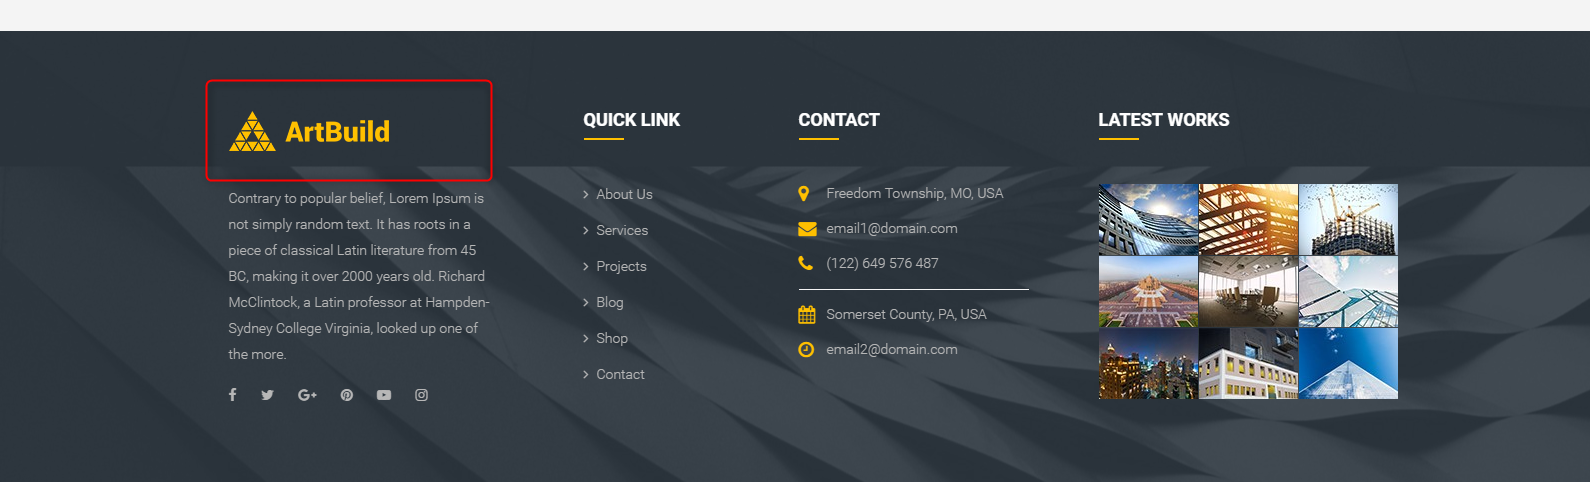 ArtBuild
Contrary to popular belief, Lorem Ipsum is
not simply random text. It has roots in a
piece of classical Latin literature from 45
BC, making it over 2000 years old. Richard
McClintock, a Latin professor at Hampden-
Sydney College Virginia, looked up one of
the more.
QUICK LINK
About Us
Services
Projects
Blog
Shop
Contact
CONTACT
Freedom Township, MO, USA
email1@domain.com
(122) 649 576 487
Somerset County, PA, USA
email2@domain.com
LATEST WORKS